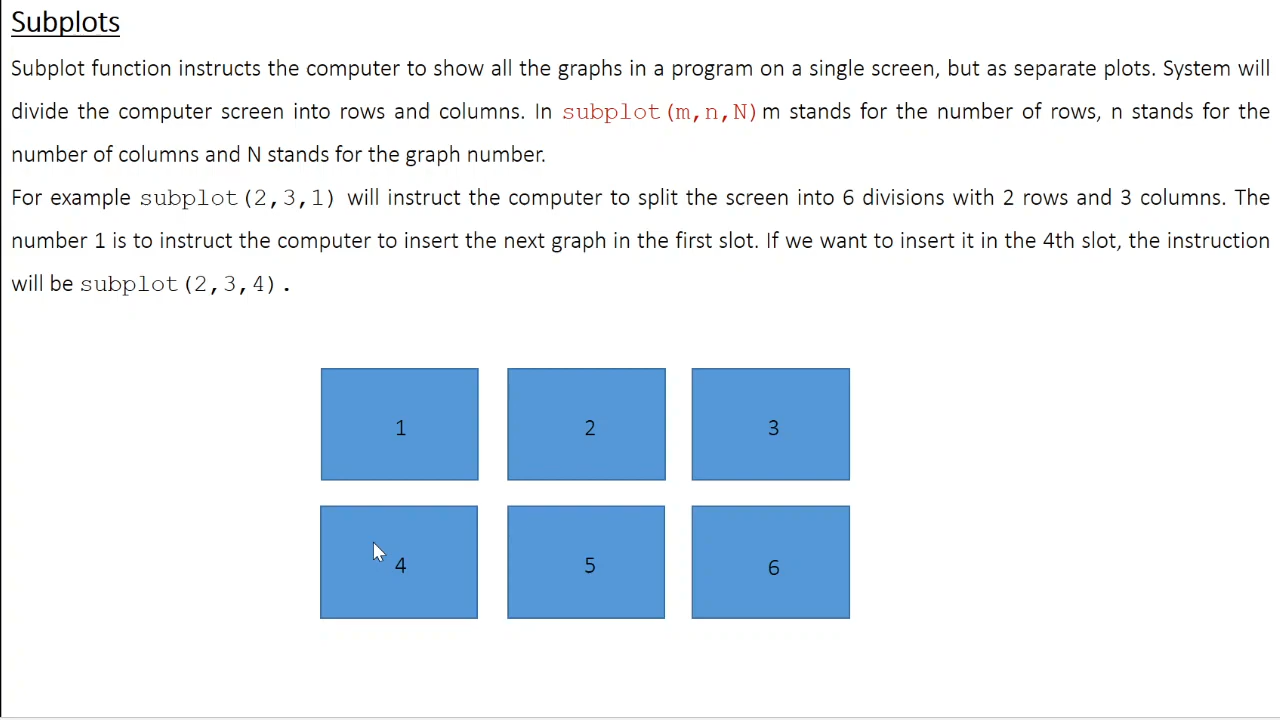 Subplots
Subplot function instructs the computer to show all the graphs in a program on a single screen, but as separate plots. System will
divide the computer screen into rows and columns. In subplot(m,n,N) m stands for the number of rows, n stands for the
number of columns and N stands for the graph number.
For example subplot(2,3,1) will instruct the computer to split the screen into 6 divisions with 2 rows and 3 columns. The
number 1 is to instruct the computer to insert the next graph in the first slot. If we want to insert it in the 4th slot, the instruction
will be subplot(2,3,4).
1 2 3
4 5 6